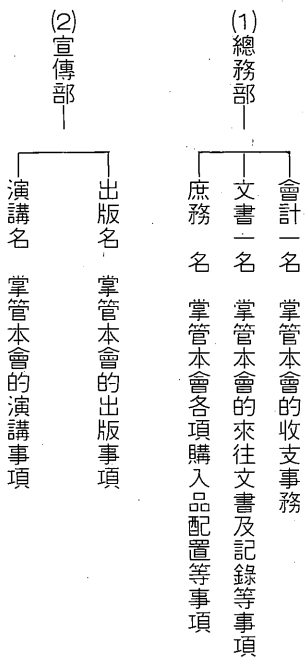 (1)總務部
會計一名　掌管本會的收支事務
文書一名　掌管本會的來往文書及記錄等事項
庶務　名　掌管本會各項購入品配置等事項
(2)宣傳部
出版名　掌管本會的出版事項
演講名　掌管本會的演講事項